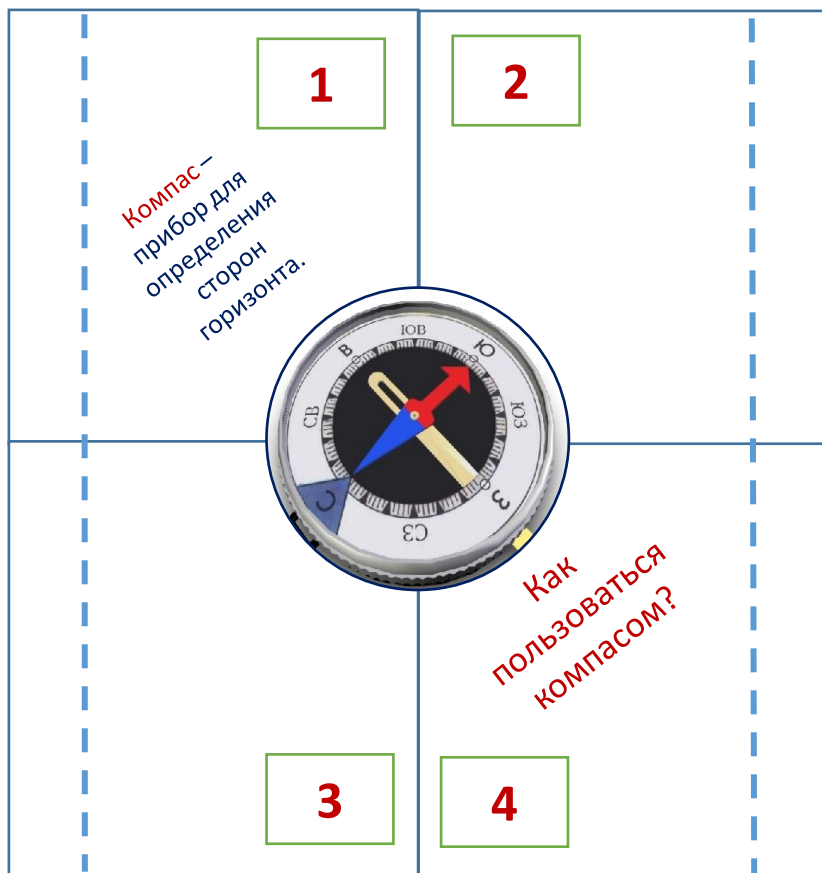 1
2
Компас –
прибор для
определения
сторон
горизонта.
ЮВ
В
Ю
СВ
ЮЗ
С
З
СЗ
Как
пользоваться
компасом?
3
4